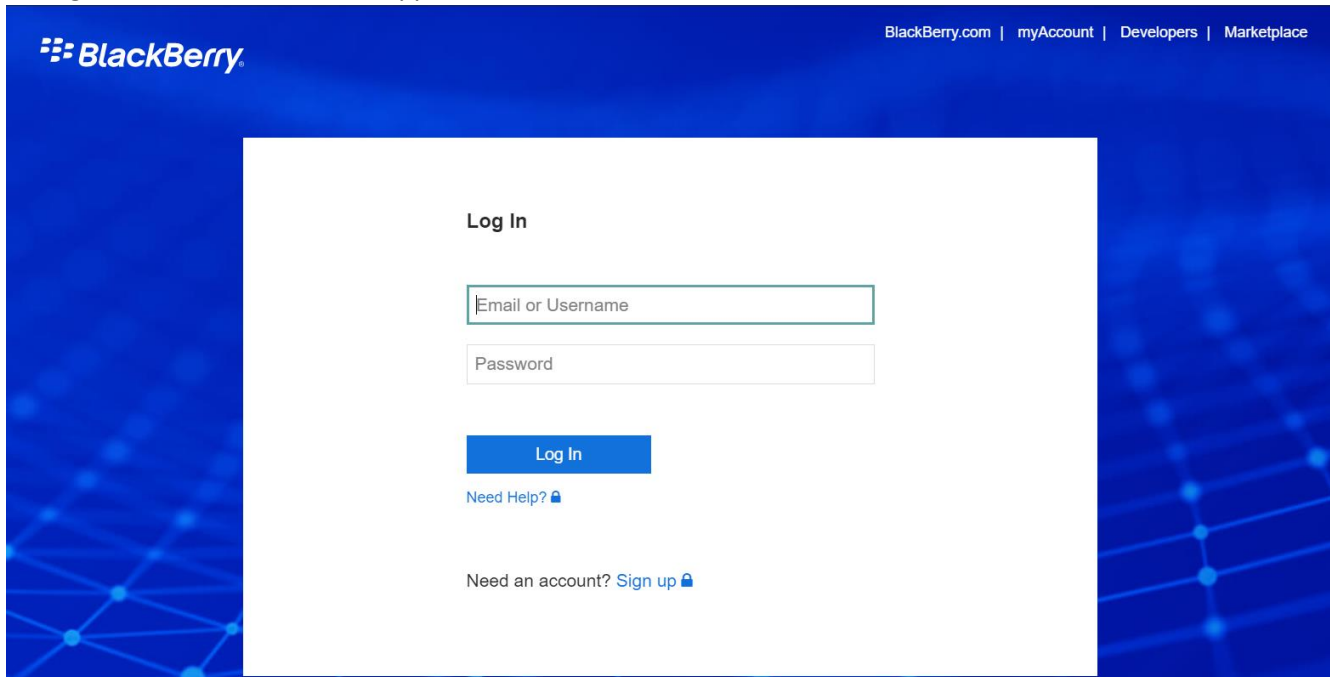 BlackBerry.com | myAccount | Developers | Marketplace
BlackBerry®
Log In
Email or Username
Password
Log In
Need Help?
Need an account? Sign up